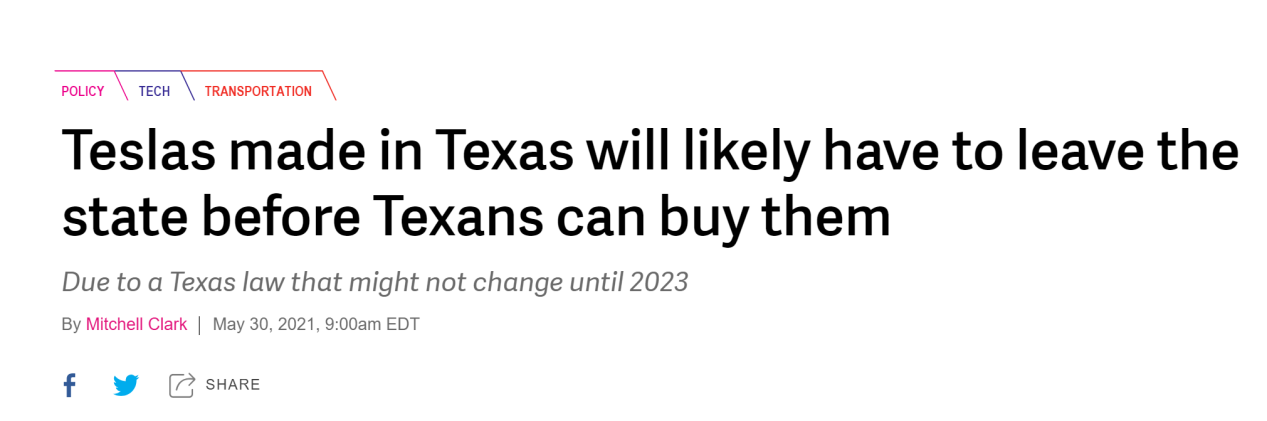 POLICY TECH TRANSPORTATION
Teslas made in Texas will likely have to leave the
state before Texans can buy them
Due to a Texas law that might not change until 2023
By Mitchell Clark | May 30, 2021, 9:00am EDT
SHARE